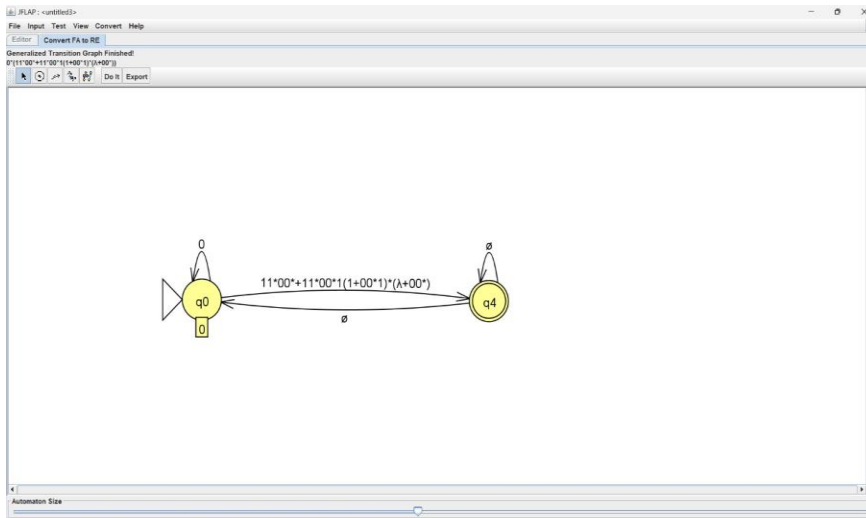 JFLAP : <untitled3>
File Input Test View Convert Help
Editor Convert FA to RE
Generalized Transition Graph Finished!
0*(11*00*+11*00*1(1+00*1)*(λ+00*))
Do It Export
0
ø
11*00*+11*00*1(1+00*1)*(λ+00*)
q0
q4
ø
0
Automaton Size